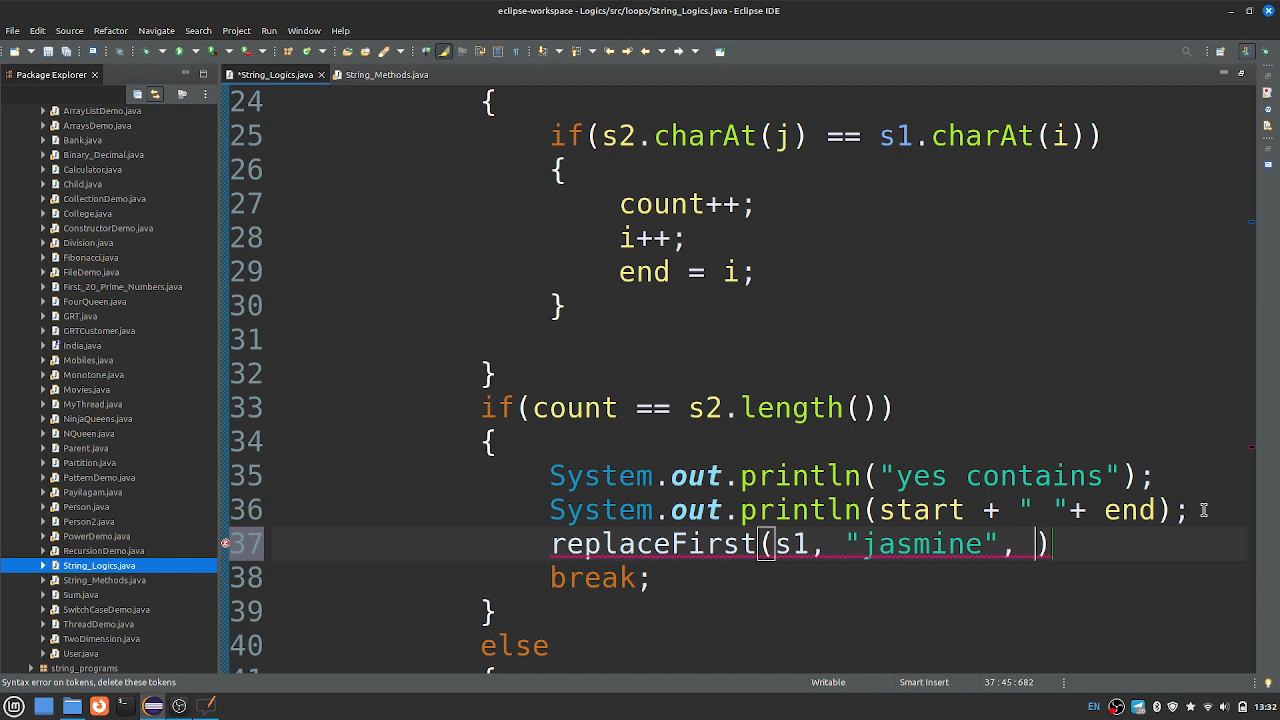 eclipse-workspace - Logics/src/loops/String_Logics.java - Eclipse IDE
File Edit Source Refactor Navigate Search Project Run Window Help
Package Explorer
*String_Logics.java
String_Methods.java
ArrayListDemo.java
ArraysDemo.java
Bank.java
Binary_Decimal.java
Calculator.java
Child.java
CollectionDemo.java
College.java
ConstructorDemo.java
Division.java
Fibonacci.java
FileDemo.java
First_20_Prime_Numbers.java
FourQueen.java
GRT.java
GRTCustomer.java
India.java
Mobiles.java
Monotone.java
Movies.java
MyThread.java
NinjaQueens.java
NQueen.java
Parent.java
Partition.java
PatternDemo.java
Payilagam.java
Person.java
Person2.java
PowerDemo.java
RecursionDemo.java
String_Logics.java
String_Methods.java
Sum.java
SwitchCaseDemo.java
ThreadDemo.java
TwoDimension.java
User.java
string_programs
24 {
25 if(s2.charAt(j) == s1.charAt(i))
26 {
27 count++;
28 i++;
29 end = i;
30 }
31
32 }
33 if(count == s2.length())
34 {
35 System.out.println("yes contains");
36 System.out.println(start + " "+ end);
37 replaceFirst(s1, "jasmine", )
38 break;
39 }
40 else
41 {
Syntax error on tokens, delete these tokens
Writable
Smart Insert
37:45:682
EN
13:32